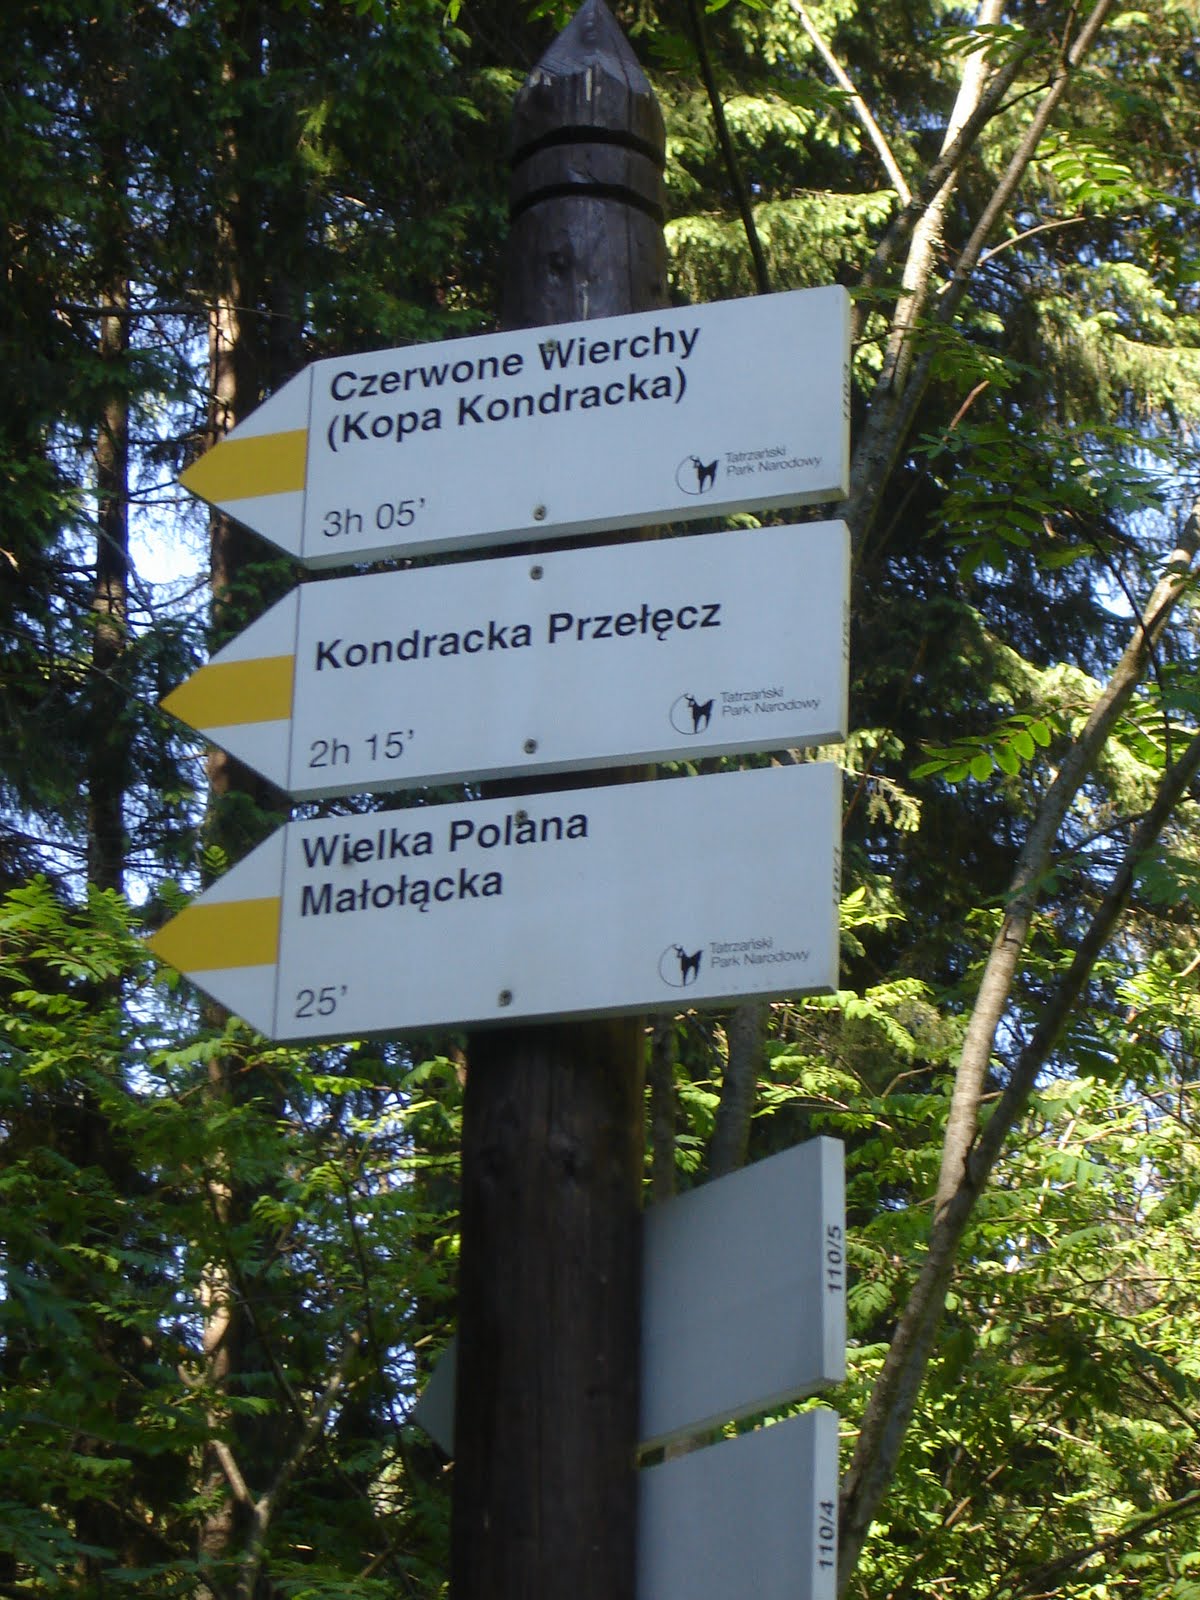 Czerwone Wierchy
(Kopa Kondracka)
3h 05'
Tatrzański
Park Narodowy
Kondracka Przełęcz
2h 15'
Tatrzański
Park Narodowy
Wielka Polana
Małołącka
25'
Tatrzański
Park Narodowy
110/5
110/4